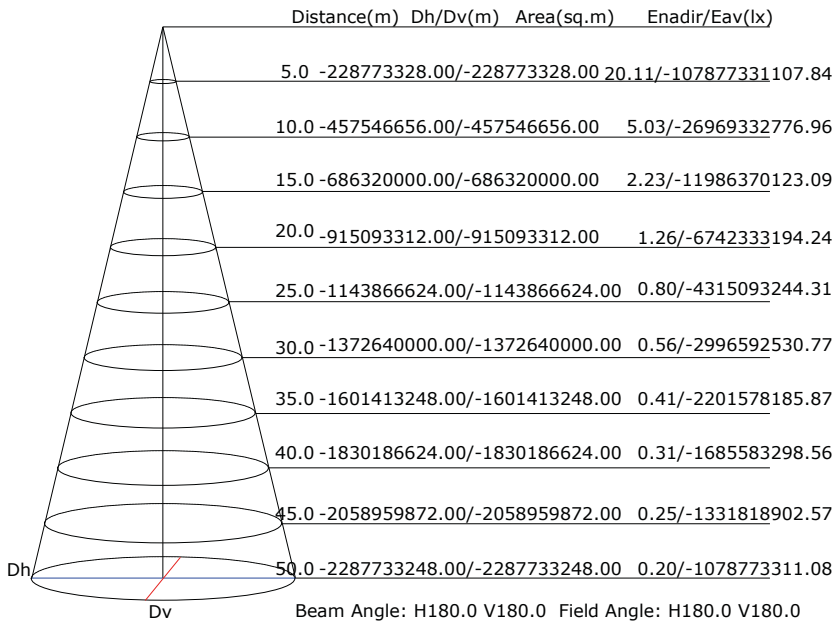 Distance(m) Dh/Dv(m) Area(sq.m) Enadir/Eav(lx)
5.0 -228773328.00/-228773328.00 20.11/-107877331107.84
10.0 -457546656.00/-457546656.00 5.03/-26969332776.96
15.0 -686320000.00/-686320000.00 2.23/-11986370123.09
20.0 -915093312.00/-915093312.00 1.26/-6742333194.24
25.0 -1143866624.00/-1143866624.00 0.80/-4315093244.31
30.0 -1372640000.00/-1372640000.00 0.56/-2996592530.77
35.0 -1601413248.00/-1601413248.00 0.41/-2201578185.87
40.0 -1830186624.00/-1830186624.00 0.31/-1685583298.56
45.0 -2058959872.00/-2058959872.00 0.25/-1331818902.57
Dh 50.0 -2287733248.00/-2287733248.00 0.20/-1078773311.08
Dv Beam Angle: H180.0 V180.0 Field Angle: H180.0 V180.0